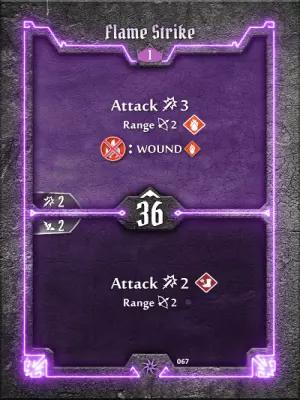 Flame Strike
1
Attack 3
Range 2
: WOUND
2
36
2
Attack 2
Range 2
067